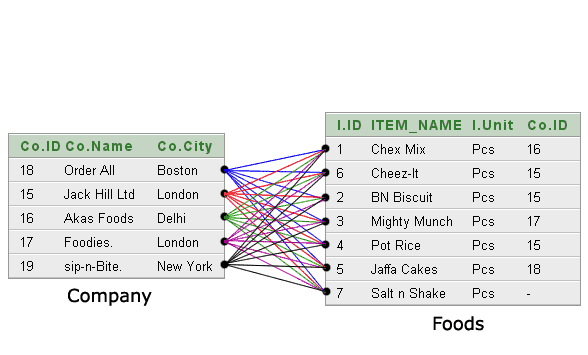 Co.ID Co.Name Co.City
18 Order All Boston
15 Jack Hill Ltd London
16 Akas Foods Delhi
17 Foodies. London
19 sip-n-Bite. New York
Company
I.ID ITEM_NAME I.Unit Co.ID
1 Chex Mix Pcs 16
6 Cheez-It Pcs 15
2 BN Biscuit Pcs 15
3 Mighty Munch Pcs 17
4 Pot Rice Pcs 15
5 Jaffa Cakes Pcs 18
7 Salt n Shake Pcs -
Foods